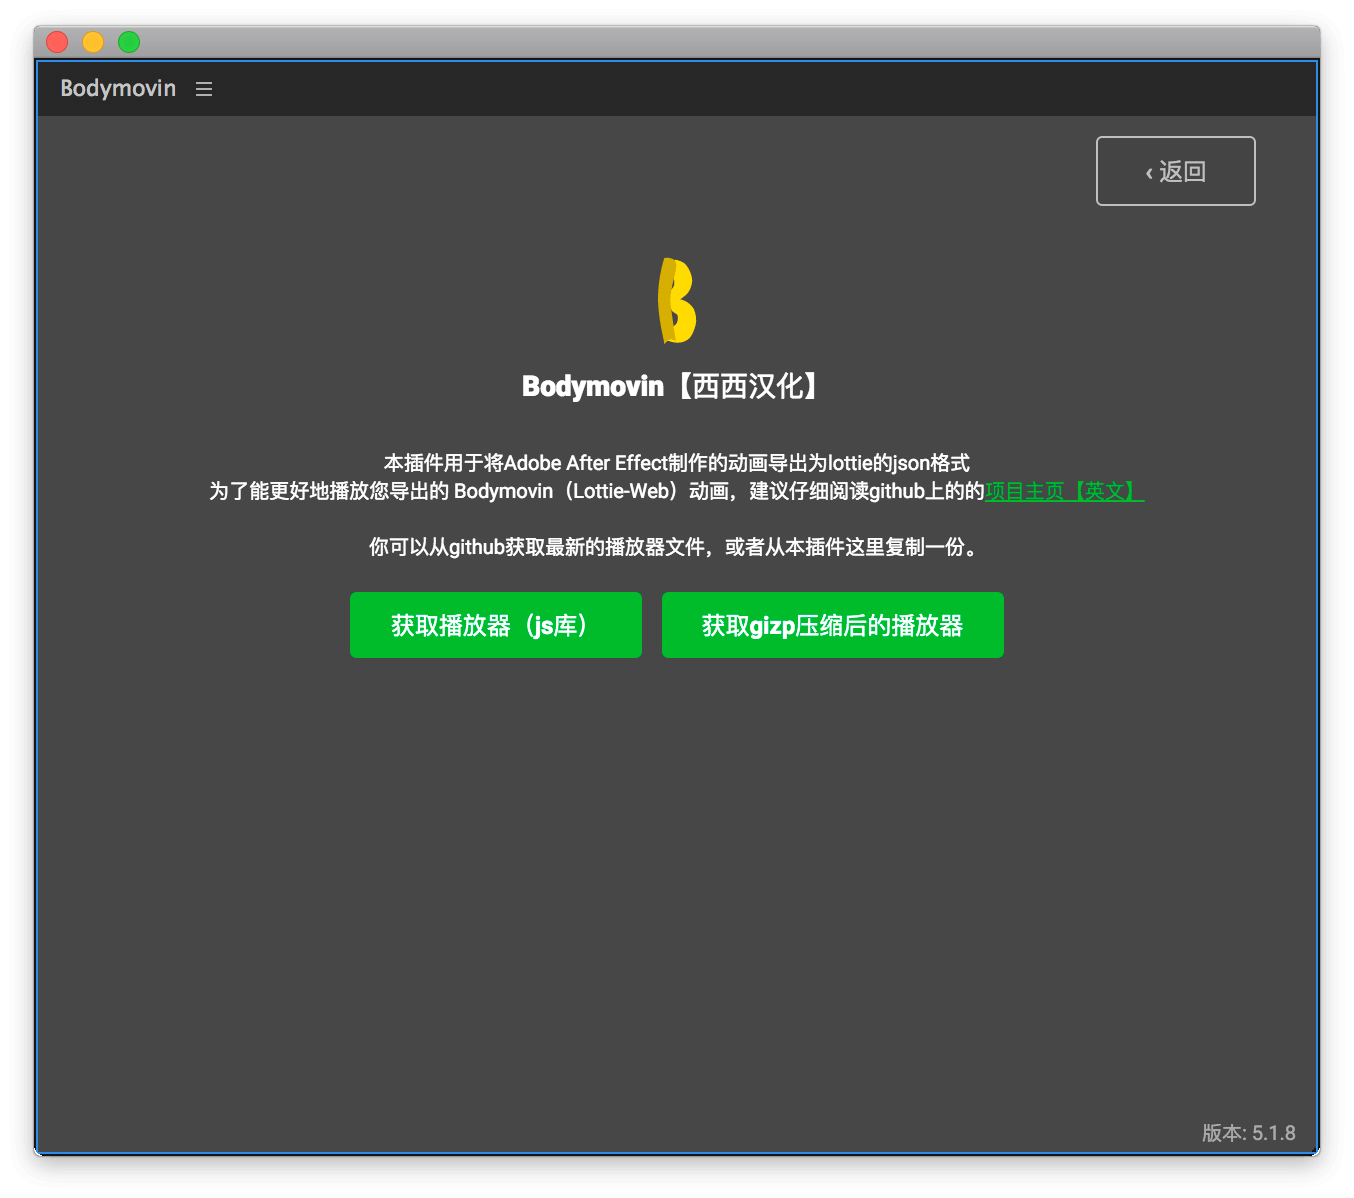 Bodymovin
‹ 返回
Bodymovin【西西汉化】
本插件用于将Adobe After Effect制作的动画导出为lottie的json格式
为了能更好地播放您导出的 Bodymovin（Lottie-Web）动画，建议仔细阅读github上的的项目主页【英文】
你可以从github获取最新的播放器文件，或者从本插件这里复制一份。
获取播放器（js库）
获取gizp压缩后的播放器
版本: 5.1.8